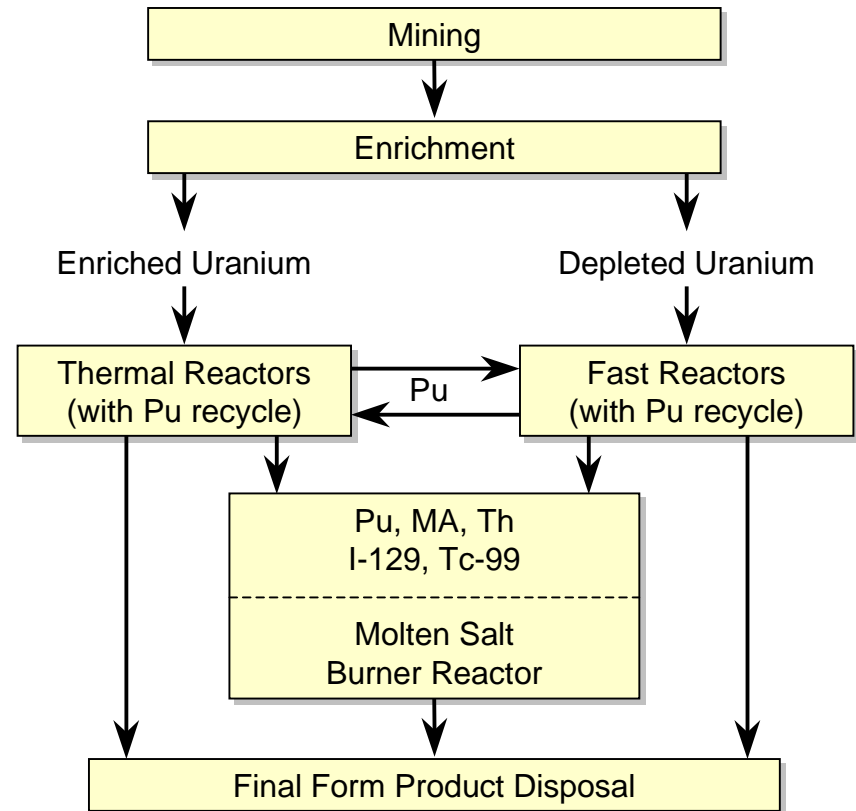 Mining
Enrichment
Enriched Uranium
Depleted Uranium
Thermal Reactors
(with Pu recycle)
Pu
Fast Reactors
(with Pu recycle)
Pu, MA, Th
I-129, Tc-99
Molten Salt
Burner Reactor
Final Form Product Disposal